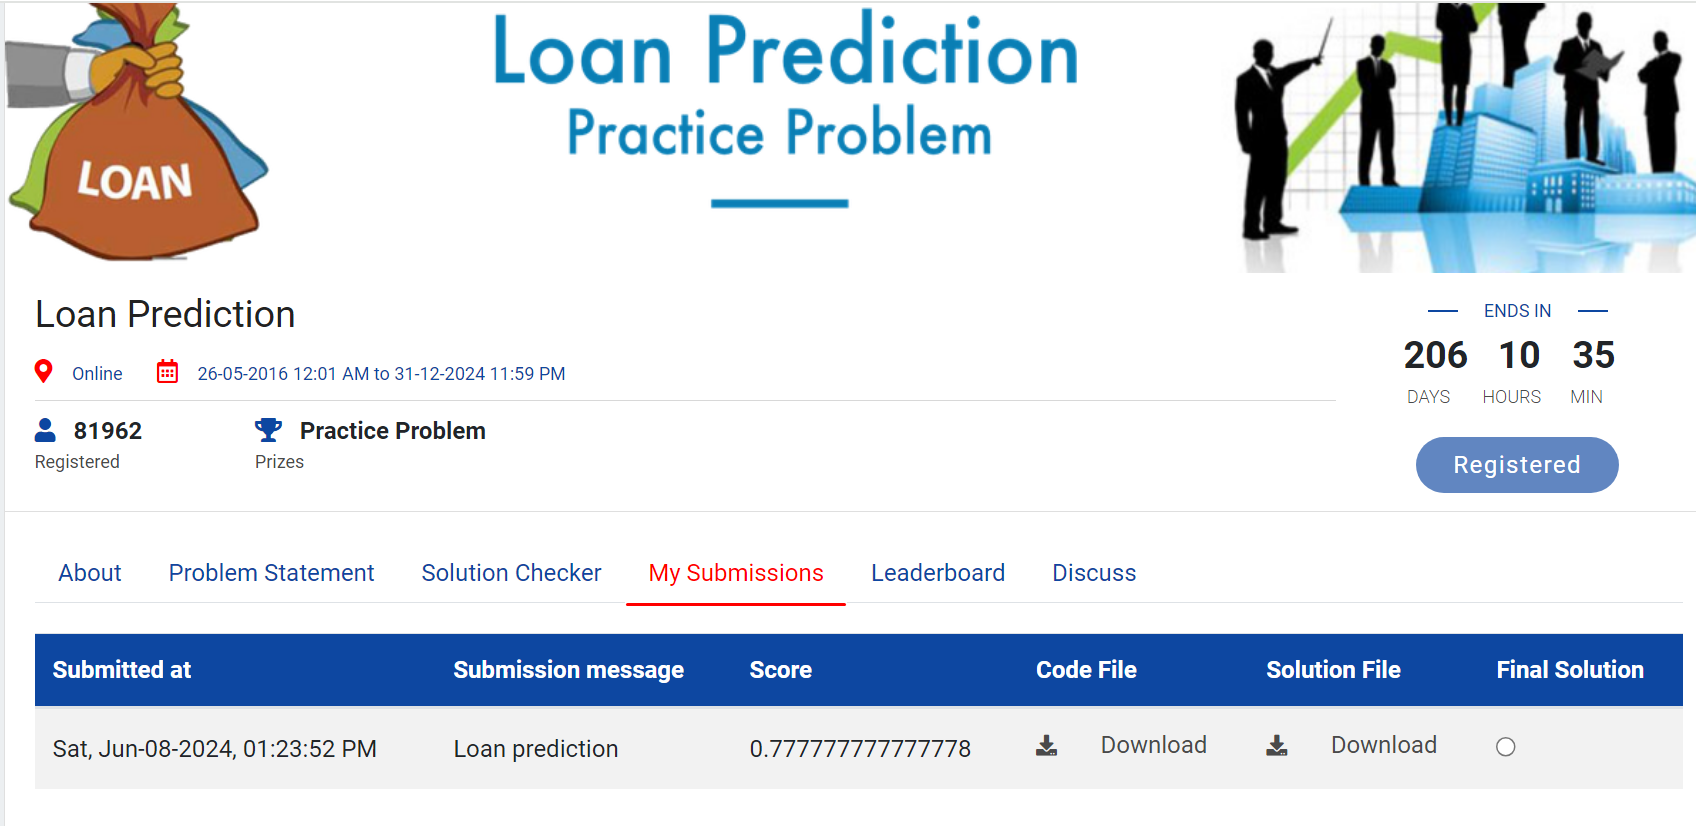 LOAN
Loan Prediction
Practice Problem
Loan Prediction
Online 26-05-2016 12:01 AM to 31-12-2024 11:59 PM
ENDS IN
206 10 35
DAYS HOURS MIN
81962 Practice Problem
Registered Prizes
Registered
About Problem Statement Solution Checker My Submissions Leaderboard Discuss
Submitted at Submission message Score Code File Solution File Final Solution
Sat, Jun-08-2024, 01:23:52 PM Loan prediction 0.777777777777778 Download Download